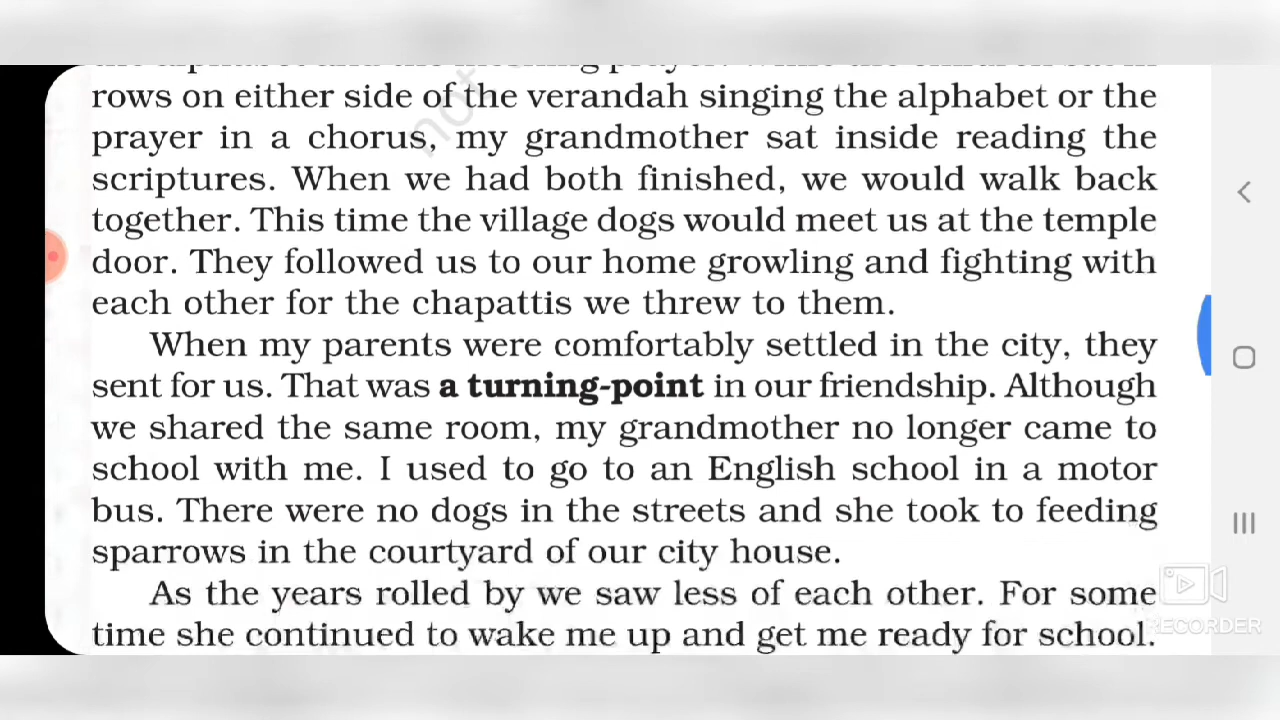 rows on either side of the verandah singing the alphabet or the
prayer in a chorus, my grandmother sat inside reading the
scriptures. When we had both finished, we would walk back
together. This time the village dogs would meet us at the temple
door. They followed us to our home growling and fighting with
each other for the chapattis we threw to them.
When my parents were comfortably settled in the city, they
sent for us. That was a turning-point in our friendship. Although
we shared the same room, my grandmother no longer came to
school with me. I used to go to an English school in a motor
bus. There were no dogs in the streets and she took to feeding
sparrows in the courtyard of our city house.
As the years rolled by we saw less of each other. For some
time she continued to wake me up and get me ready for school.
not
RECORDER